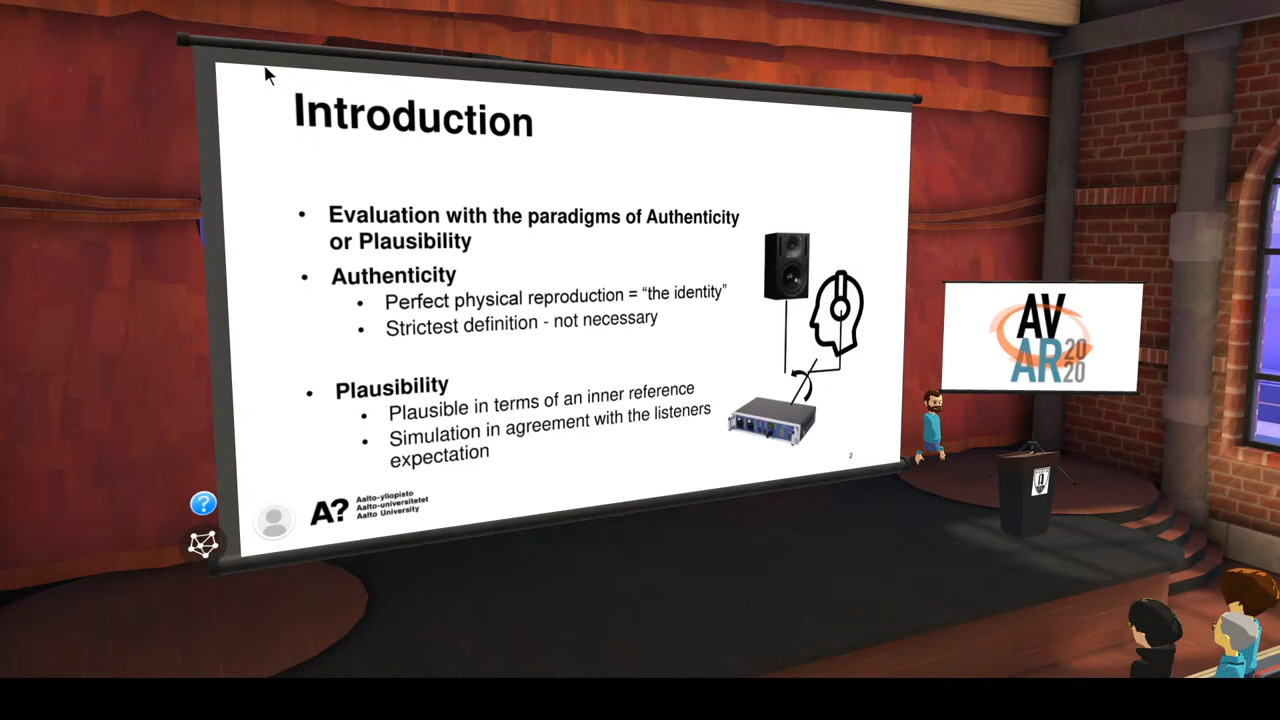 Introduction
• Evaluation with the paradigms of Authenticity
or Plausibility
• Authenticity
• Perfect physical reproduction = “the identity”
• Strictest definition - not necessary
• Plausibility
• Plausible in terms of an inner reference
• Simulation in agreement with the listeners
expectation
2
A?
Aalto-yliopisto
Aalto-universitetet
Aalto University
?
AV
AR 20
20